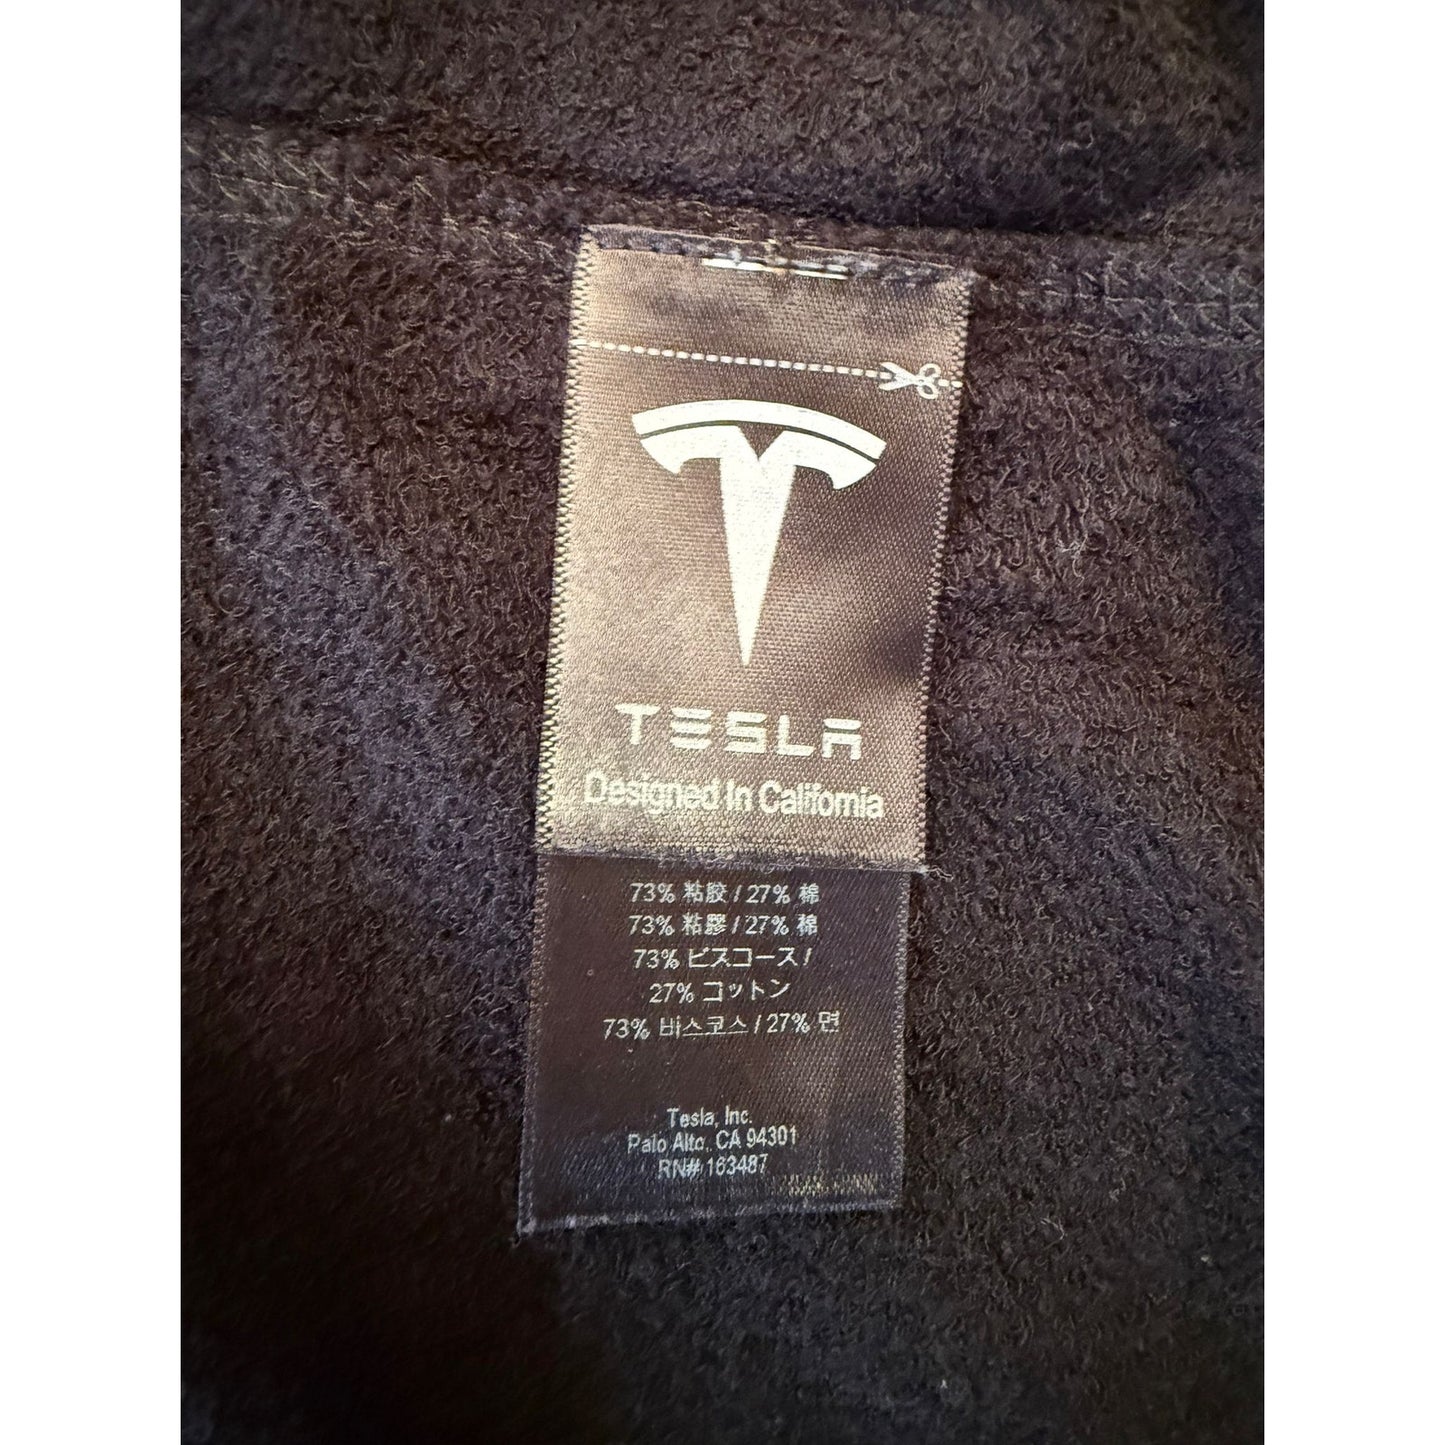 TESLA
Designed In California
73% 粘胶 / 27% 棉
73% 粘膠 / 27% 棉
73% ビスコース /
27% コットン
73% 비스코스 / 27% 면
Tesla, Inc.
Palo Alto, CA 94301
RN# 163487